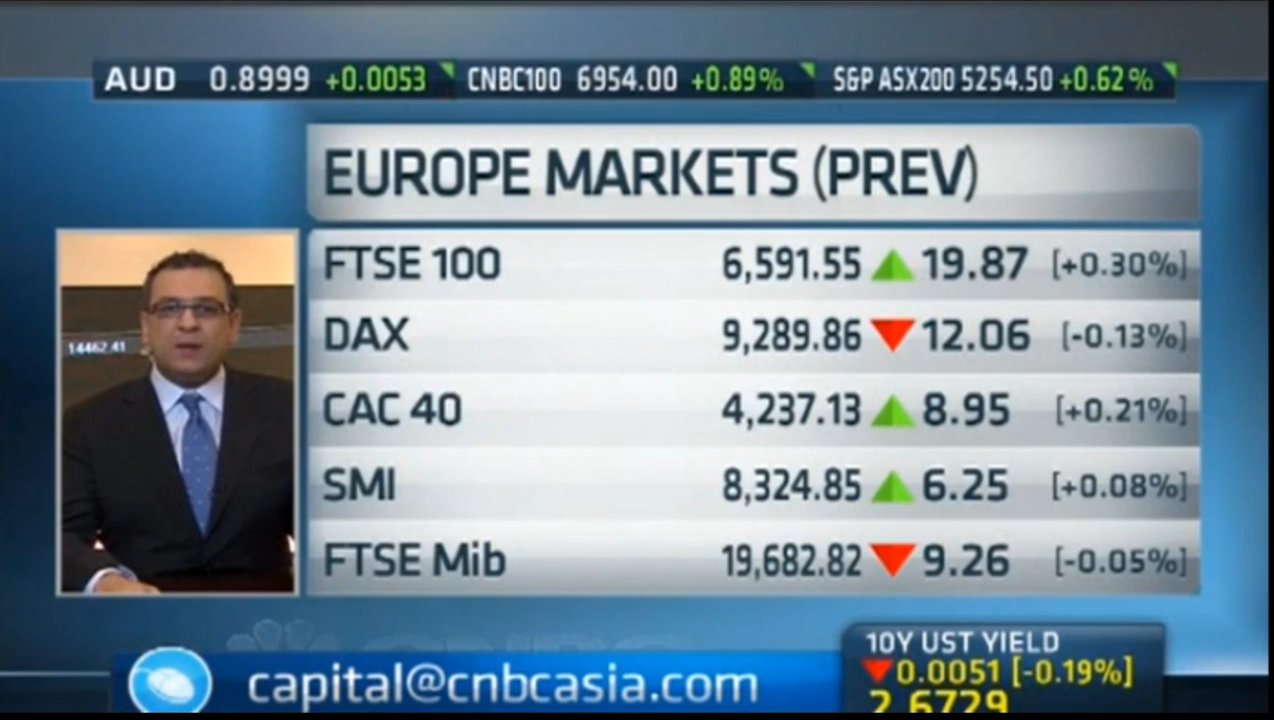 AUD 0.8999 +0.0053 CNBC100 6954.00 +0.89% S&P ASX200 5254.50 +0.62%
EUROPE MARKETS (PREV)
FTSE 100 6,591.55 19.87 [+0.30%]
DAX 9,289.86 12.06 [-0.13%]
CAC 40 4,237.13 8.95 [+0.21%]
SMI 8,324.85 6.25 [+0.08%]
FTSE Mib 19,682.82 9.26 [-0.05%]
14462.41
10Y UST YIELD
0.0051 [-0.19%]
2.6729
capital@cnbcasia.com